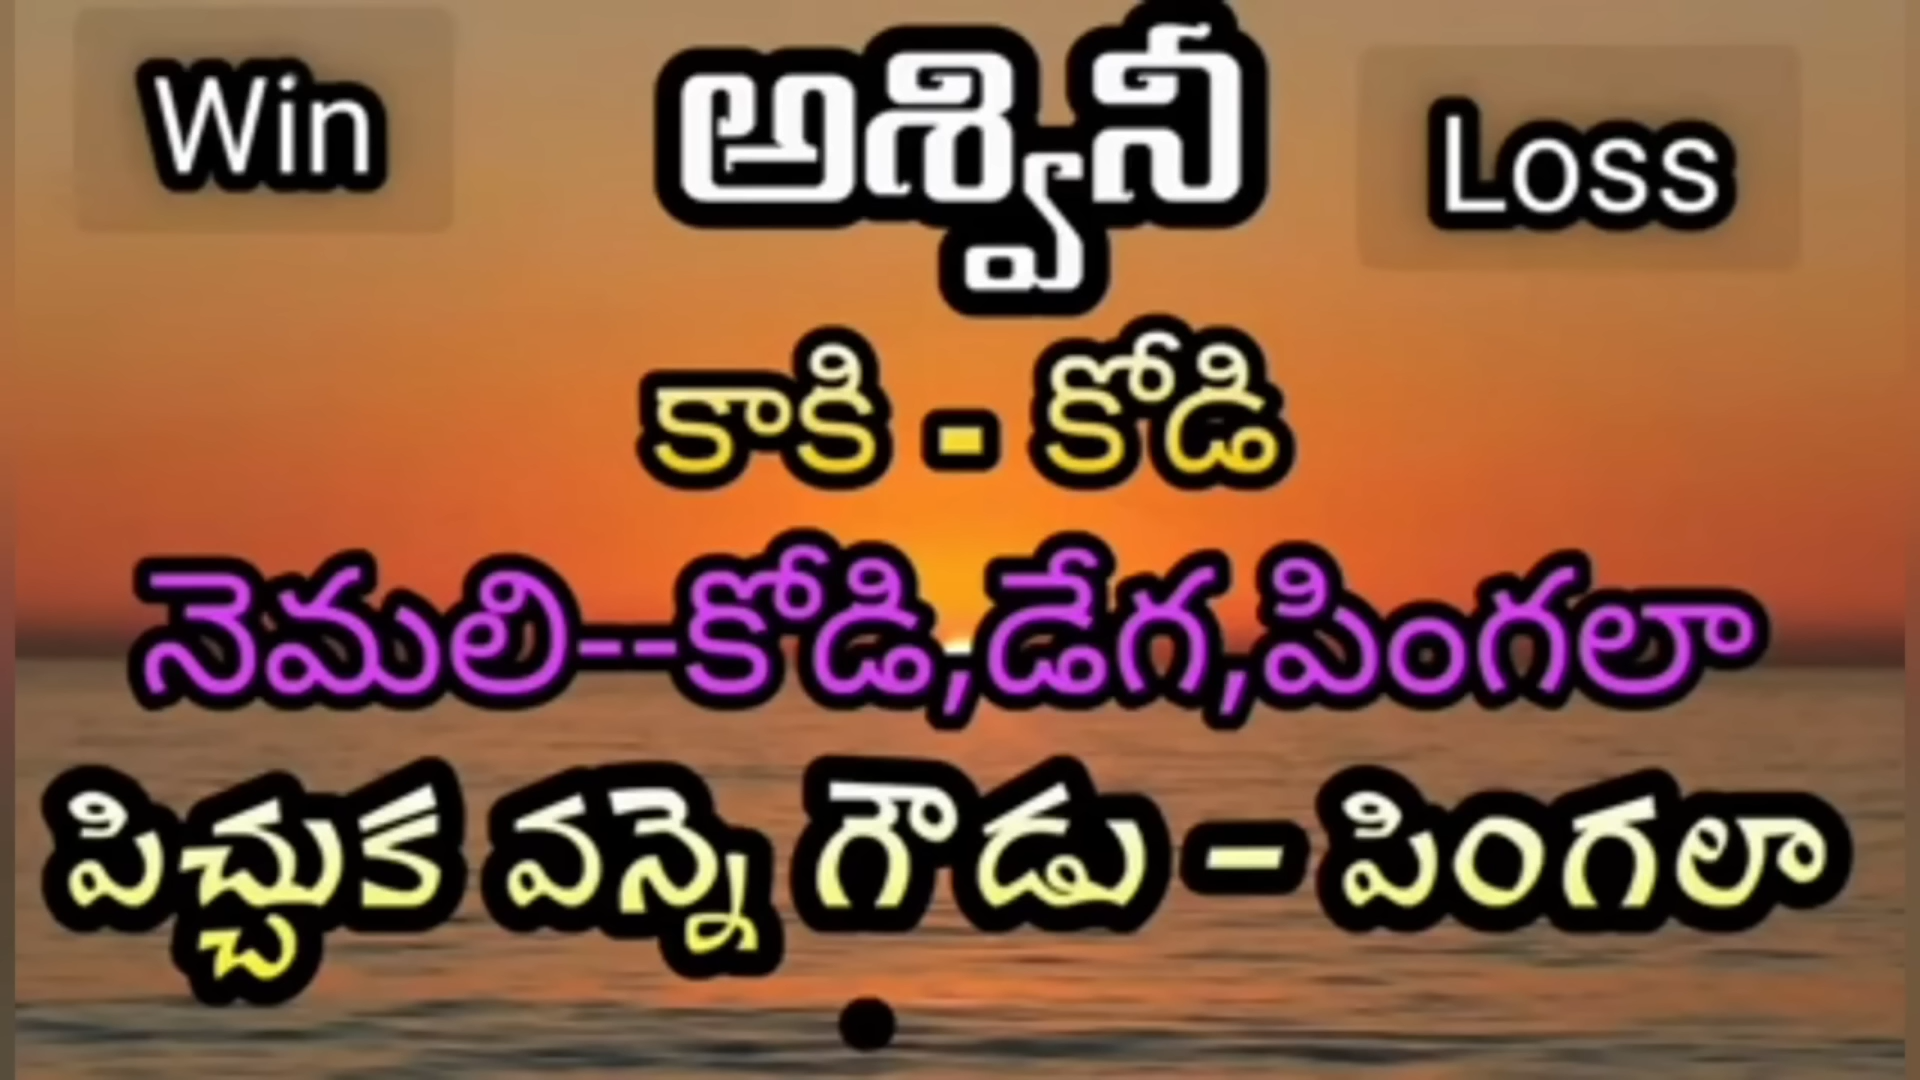 Win అశ్వినీ Loss
కాకి - కోడి
నెమలి--కోడి,డేగ,పింగలా
పిచ్చుక వన్నె గౌడు - పింగలా